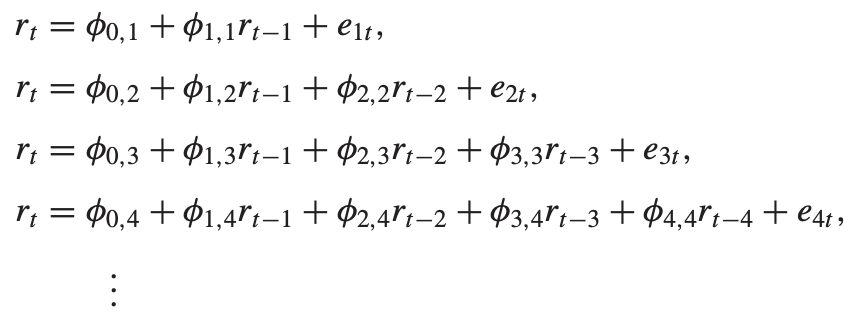 r_t = ϕ_{0,1} + ϕ_{1,1}r_{t−1} + e_{1t},
r_t = ϕ_{0,2} + ϕ_{1,2}r_{t−1} + ϕ_{2,2}r_{t−2} + e_{2t},
r_t = ϕ_{0,3} + ϕ_{1,3}r_{t−1} + ϕ_{2,3}r_{t−2} + ϕ_{3,3}r_{t−3} + e_{3t},
r_t = ϕ_{0,4} + ϕ_{1,4}r_{t−1} + ϕ_{2,4}r_{t−2} + ϕ_{3,4}r_{t−3} + ϕ_{4,4}r_{t−4} + e_{4t},
⋮